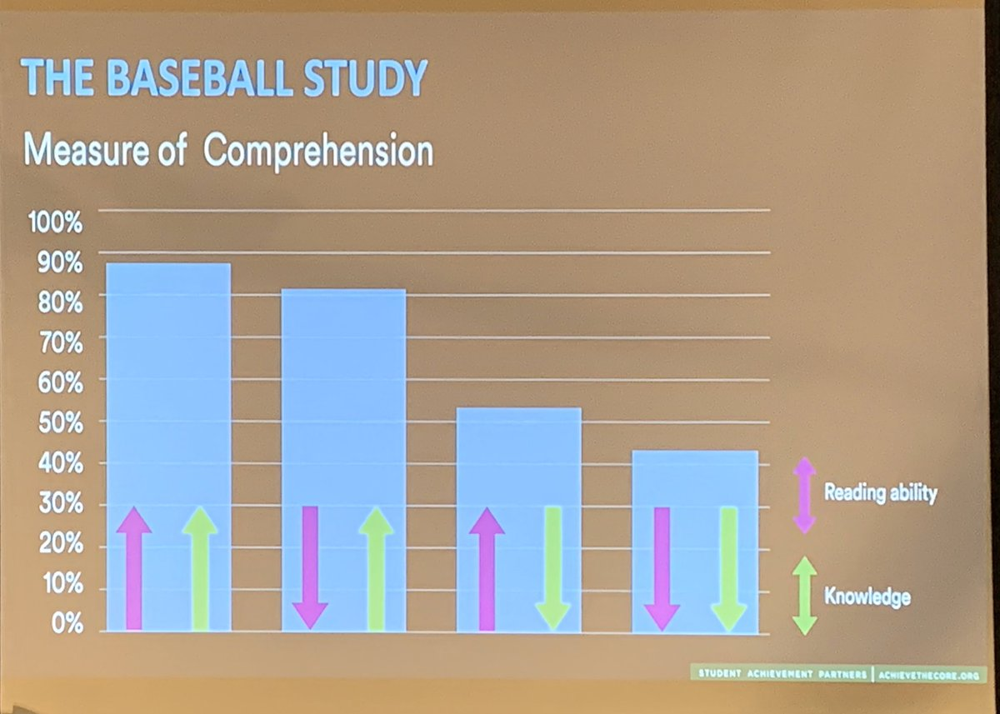 THE BASEBALL STUDY
Measure of Comprehension
100%
90%
80%
70%
60%
50%
40%
30%
20%
10%
0%
Reading ability
Knowledge
STUDENT ACHIEVEMENT PARTNERS | ACHIEVETHECORE.ORG